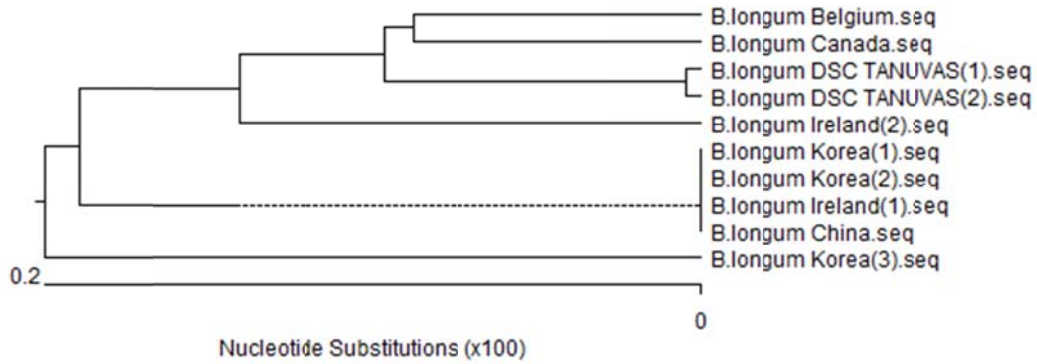 B.longum Belgium.seq
B.longum Canada.seq
B.longum DSC TANUVAS(1).seq
B.longum DSC TANUVAS(2).seq
B.longum Ireland(2).seq
B.longum Korea(1).seq
B.longum Korea(2).seq
B.longum Ireland(1).seq
B.longum China.seq
B.longum Korea(3).seq
0.2
0
Nucleotide Substitutions (x100)